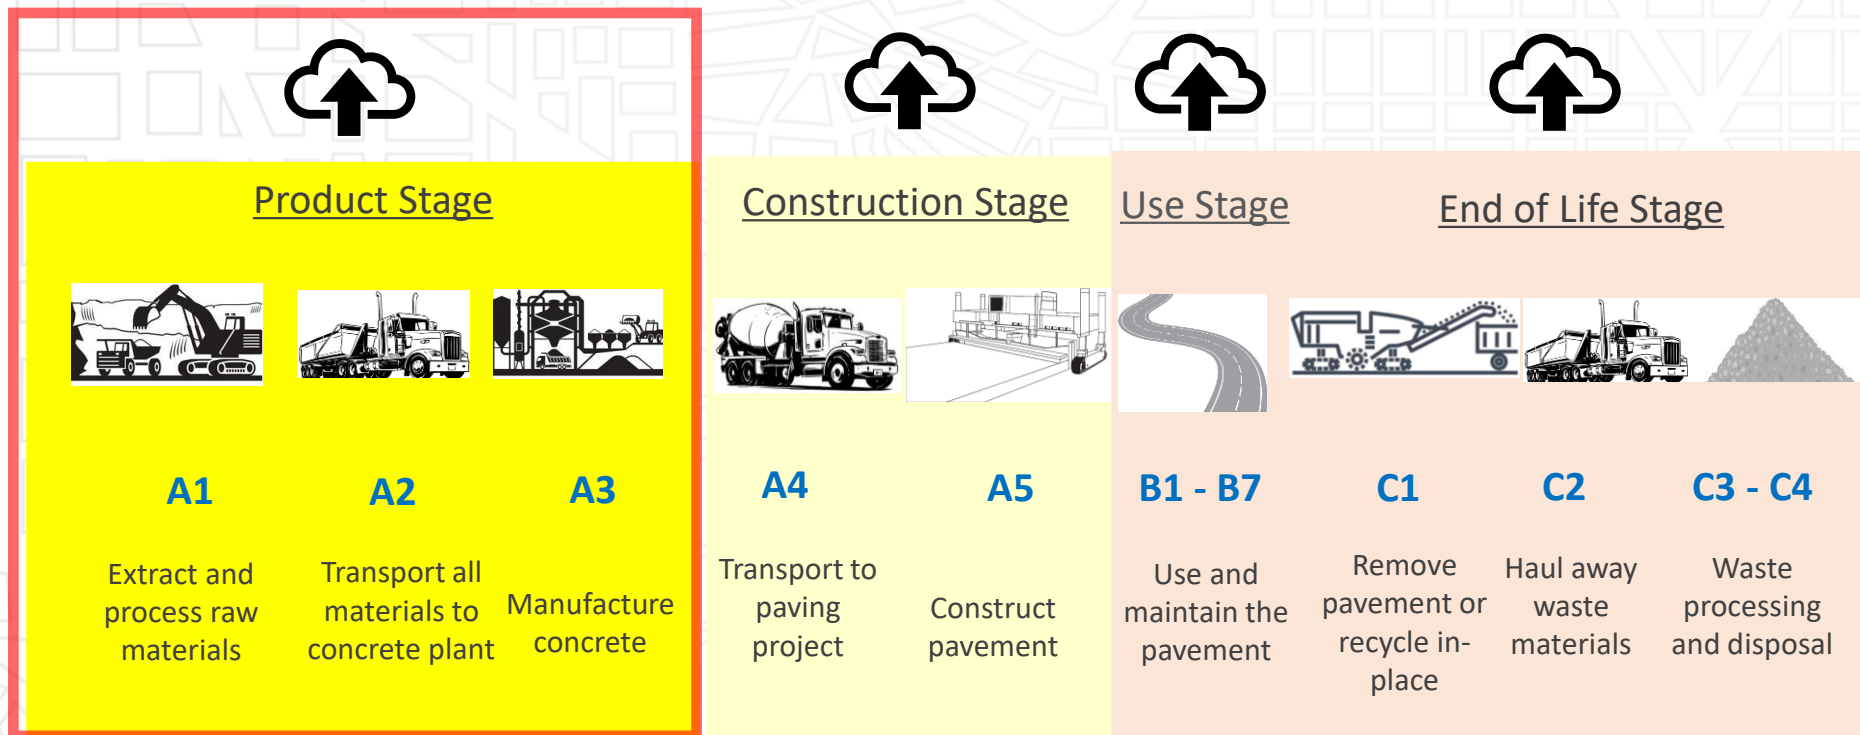 Product Stage
Construction Stage
Use Stage
End of Life Stage
A1
A2
A3
A4
A5
B1 - B7
C1
C2
C3 - C4
Extract and
process raw
materials
Transport all
materials to
concrete plant
Manufacture
concrete
Transport to
paving
project
Construct
pavement
Use and
maintain the
pavement
Remove
pavement or
recycle in-
place
Haul away
waste
materials
Waste
processing
and disposal